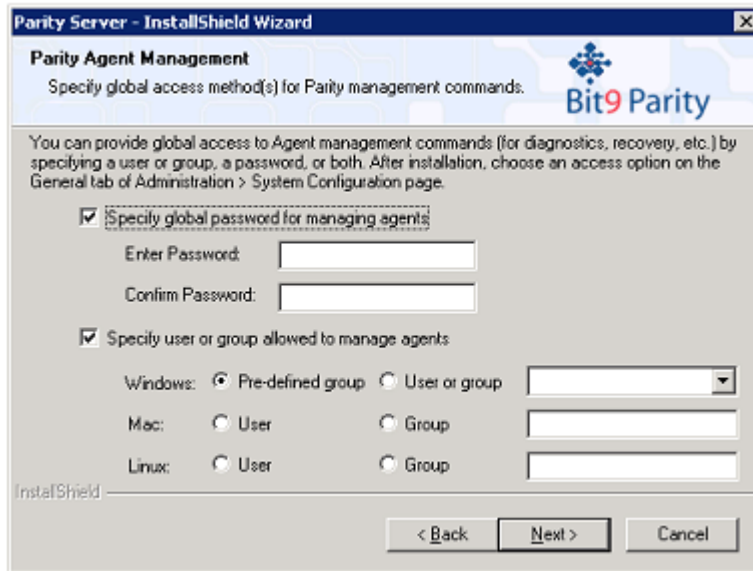 Parity Server - InstallShield Wizard
Parity Agent Management
Specify global access method(s) for Parity management commands.
Bit9 Parity
You can provide global access to Agent management commands (for diagnostics, recovery, etc.) by
specifying a user or group, a password, or both. After installation, choose an access option on the
General tab of Administration > System Configuration page.
Specify global password for managing agents
Enter Password:
Confirm Password:
Specify user or group allowed to manage agents
Windows: Pre-defined group User or group
Mac: User Group
Linux: User Group
InstallShield
< Back Next > Cancel